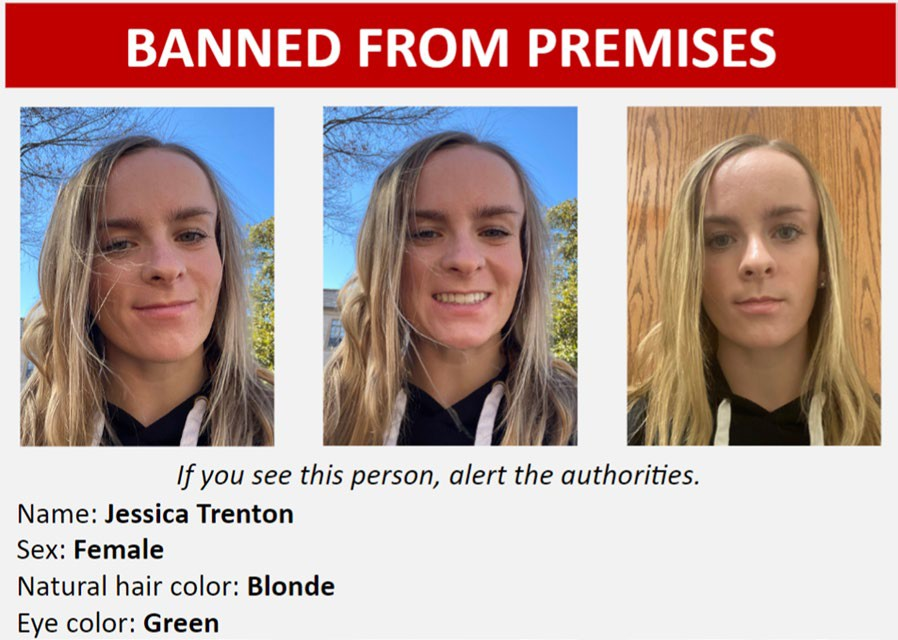 BANNED FROM PREMISES
If you see this person, alert the authorities.
Name: Jessica Trenton
Sex: Female
Natural hair color: Blonde
Eye color: Green